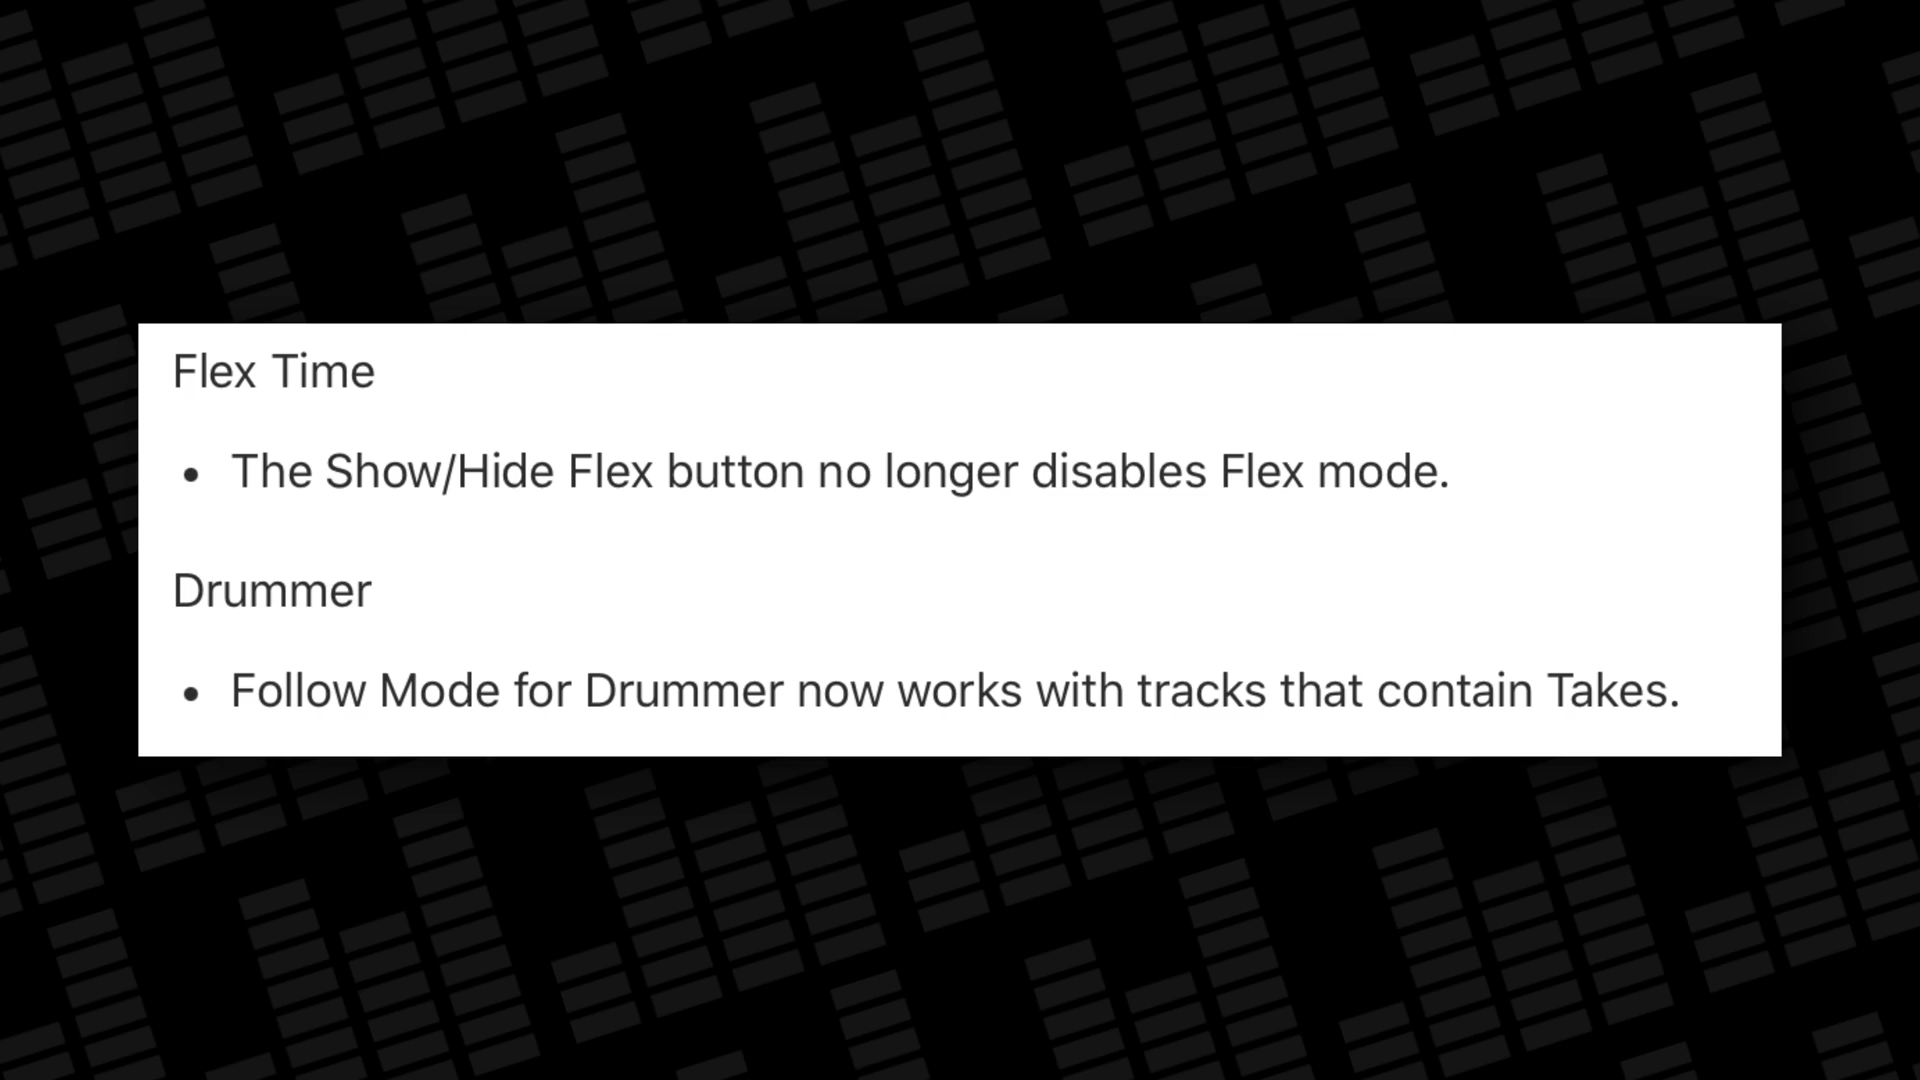 Flex Time
• The Show/Hide Flex button no longer disables Flex mode.
Drummer
• Follow Mode for Drummer now works with tracks that contain Takes.